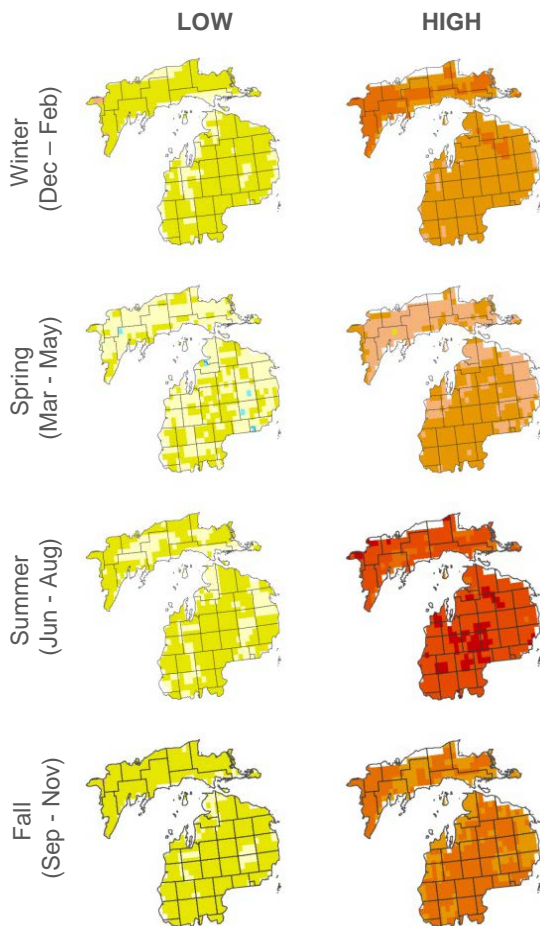 LOW HIGH
Winter
(Dec – Feb)
Spring
(Mar - May)
Summer
(Jun - Aug)
Fall
(Sep - Nov)